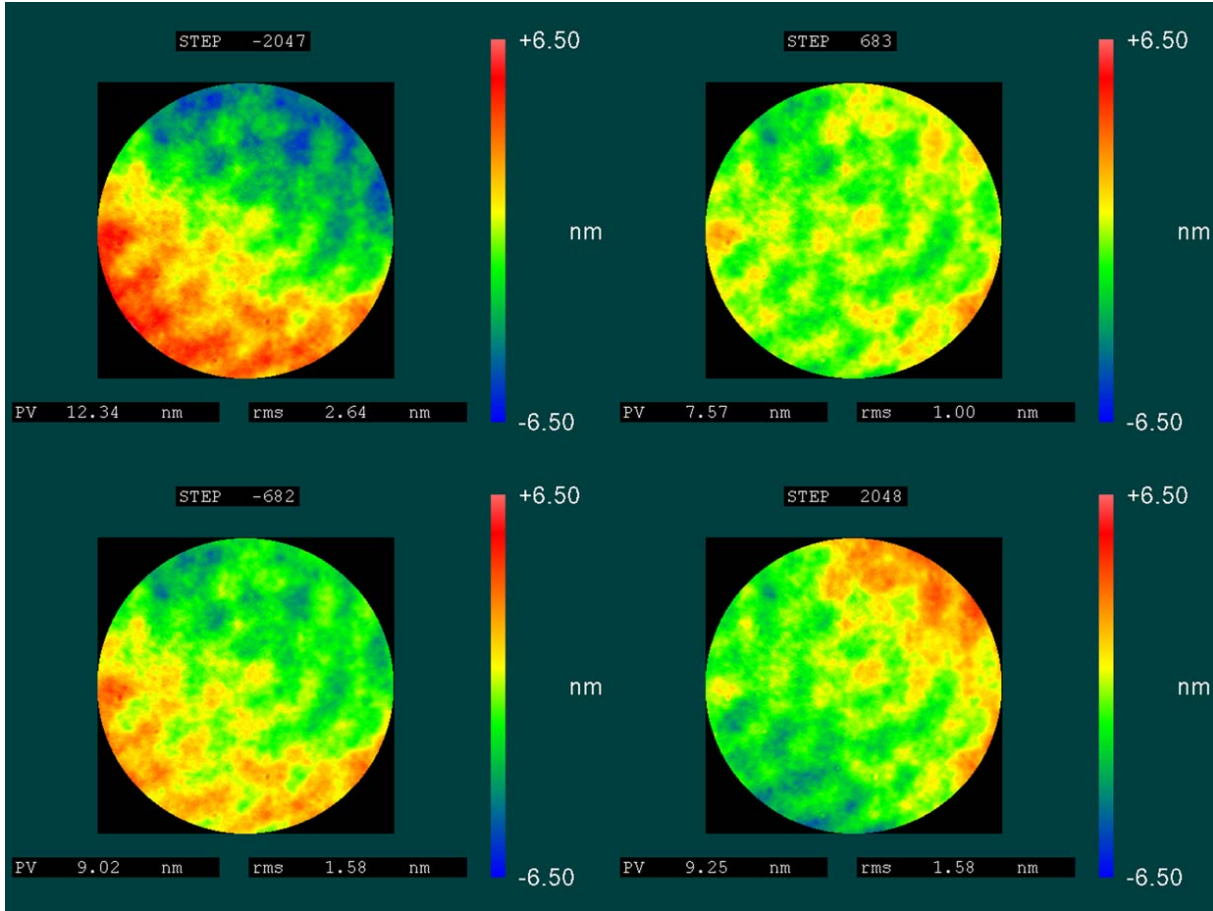 STEP -2047
+6.50
nm
-6.50
PV 12.34 nm
rms 2.64 nm
STEP 683
+6.50
nm
-6.50
PV 7.57 nm
rms 1.00 nm
STEP -682
+6.50
nm
-6.50
PV 9.02 nm
rms 1.58 nm
STEP 2048
+6.50
nm
-6.50
PV 9.25 nm
rms 1.58 nm